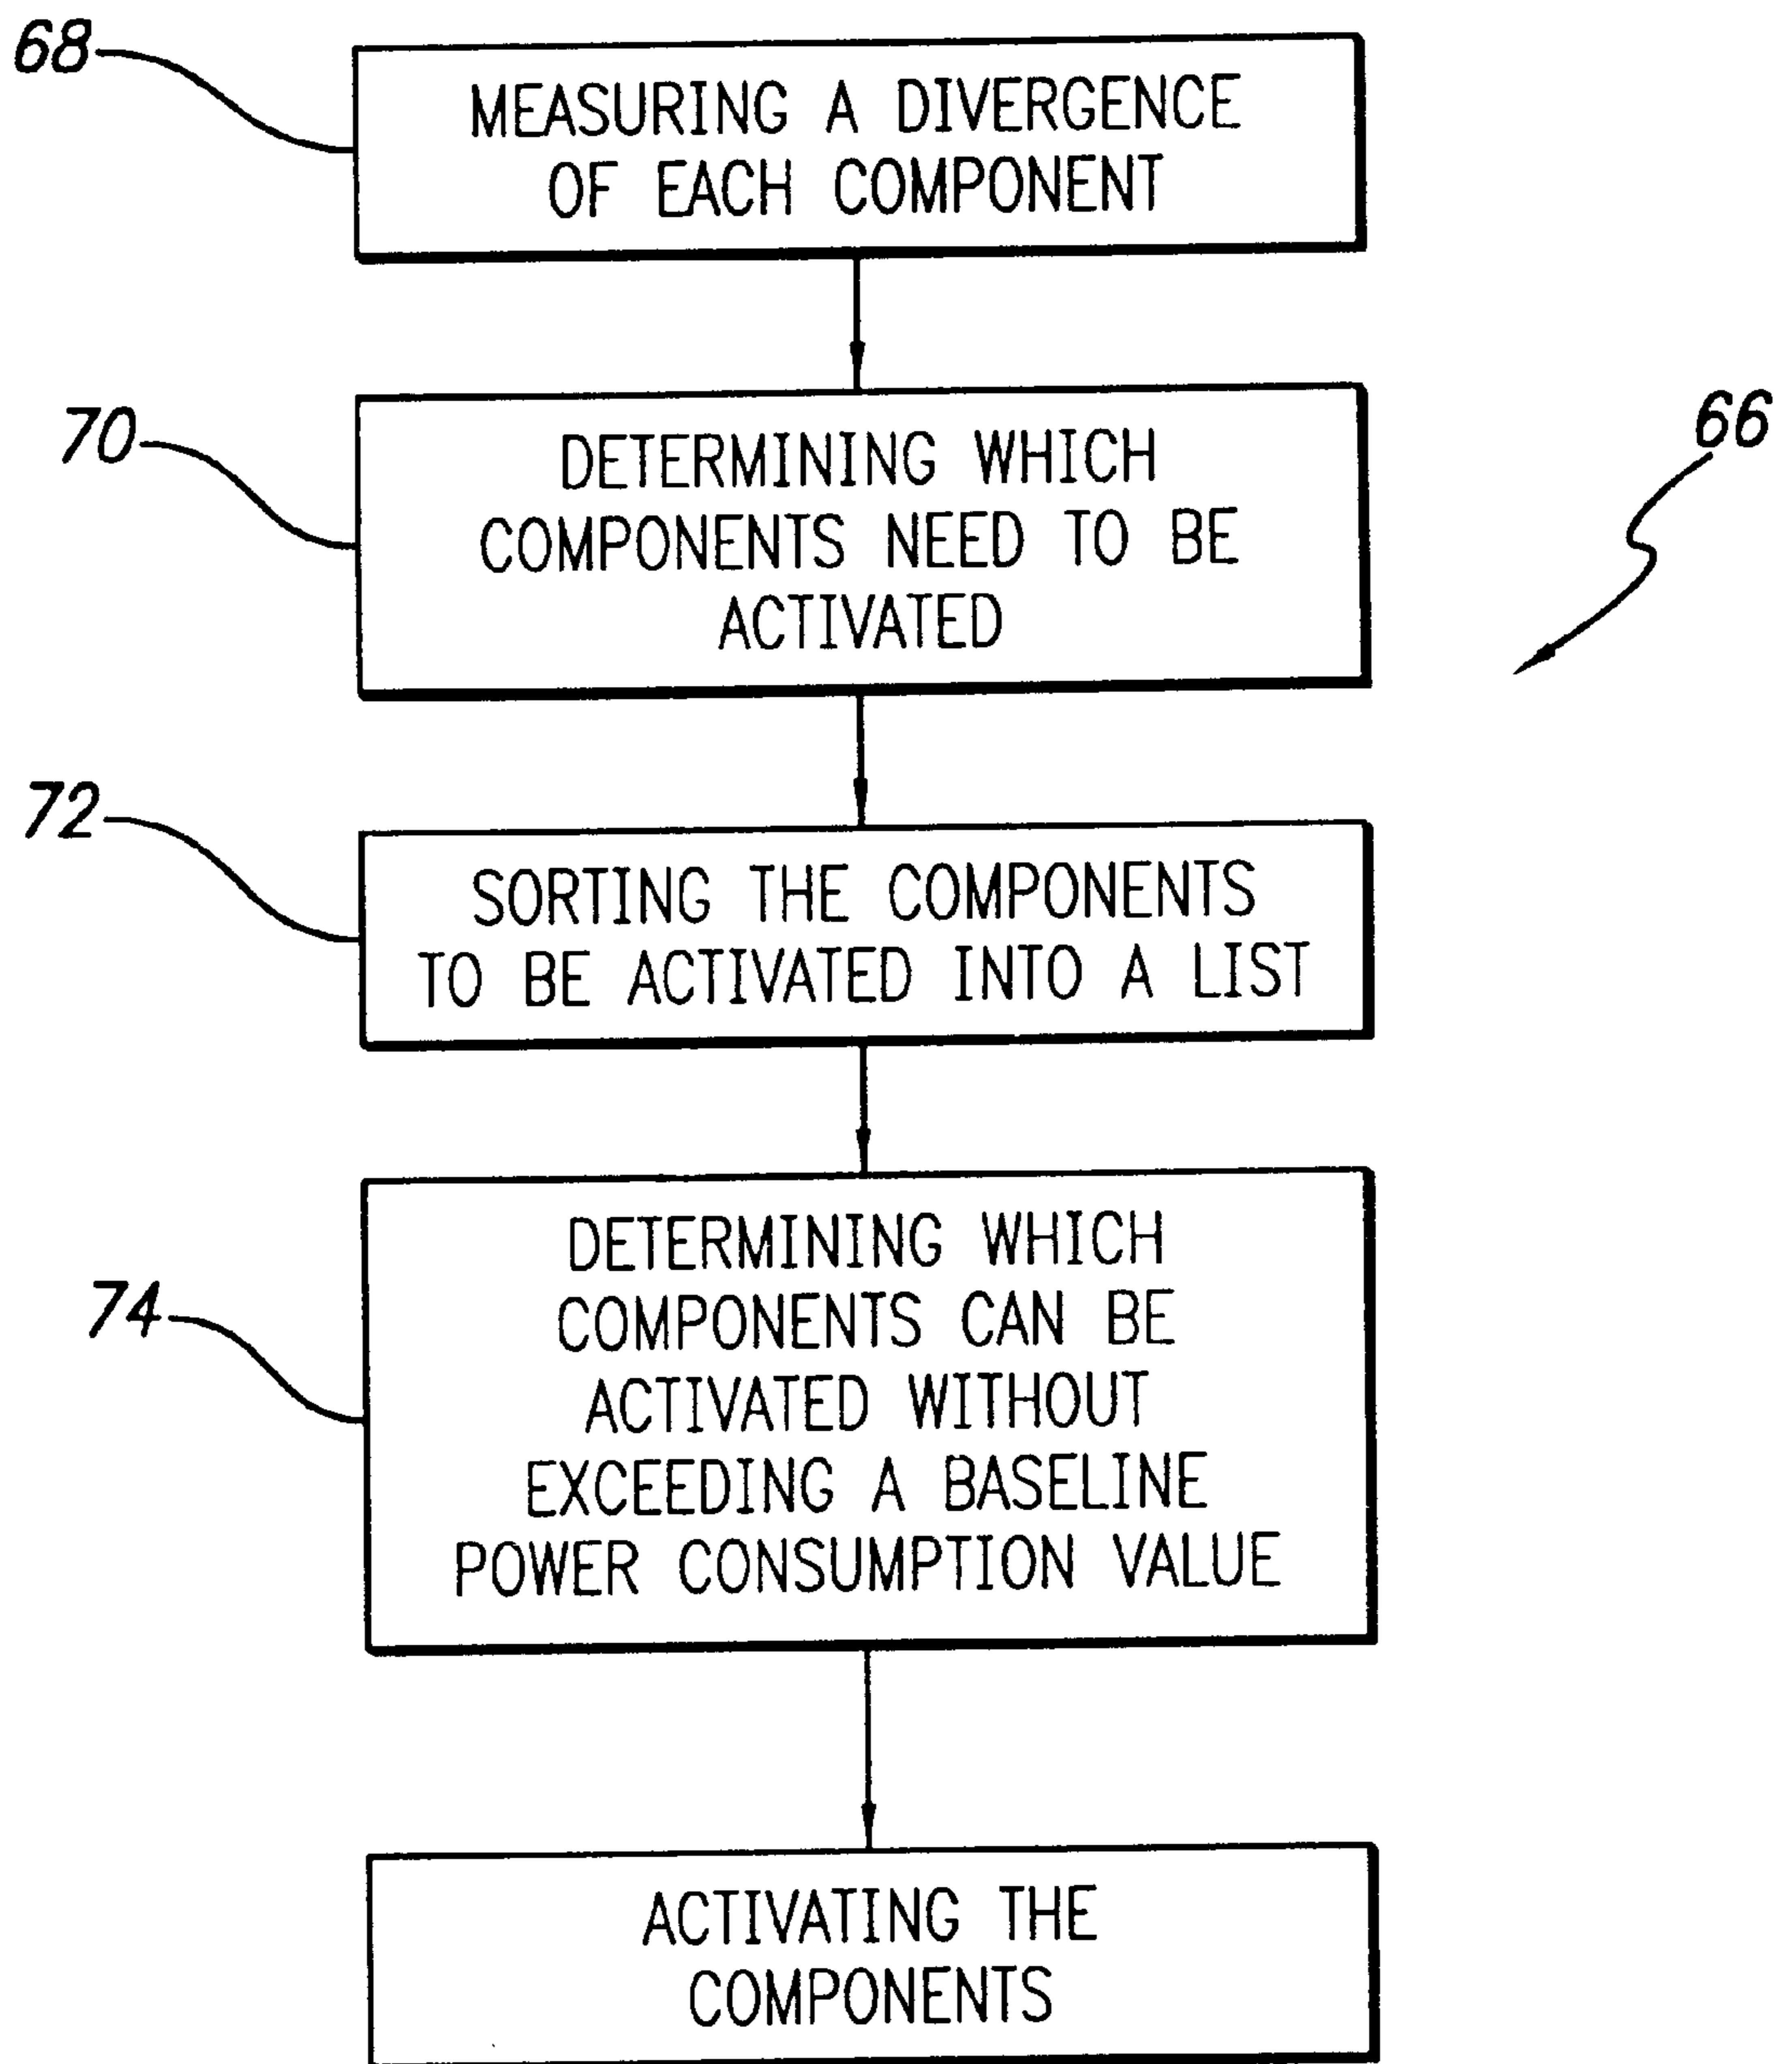 68
MEASURING A DIVERGENCE
OF EACH COMPONENT
70
DETERMINING WHICH
COMPONENTS NEED TO BE
ACTIVATED
66
72
SORTING THE COMPONENTS
TO BE ACTIVATED INTO A LIST
74
DETERMINING WHICH
COMPONENTS CAN BE
ACTIVATED WITHOUT
EXCEEDING A BASELINE
POWER CONSUMPTION VALUE
ACTIVATING THE
COMPONENTS